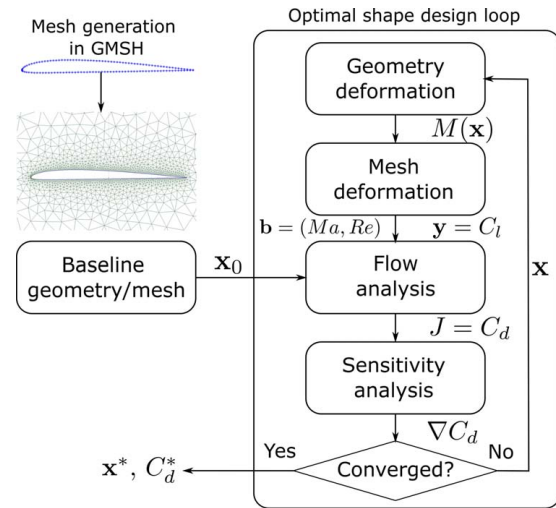 Mesh generation
in GMSH
Optimal shape design loop
Geometry
deformation
M(𝐱)
Mesh
deformation
𝐛 = (Ma, Re)
𝐲 = C_l
Baseline
geometry/mesh
𝐱₀
Flow
analysis
𝐱
J = C_d
Sensitivity
analysis
∇C_d
Yes
Converged?
No
𝐱*, C_d*